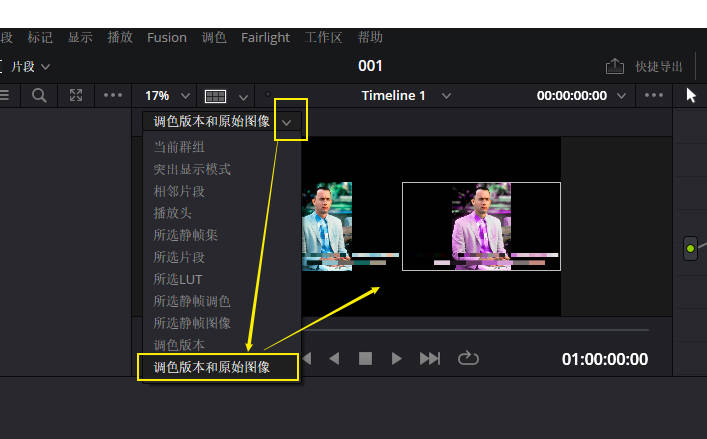 段 标记 显示 播放 Fusion 调色 Fairlight 工作区 帮助
片段 001 快捷导出
17% Timeline 1 00:00:00:00
调色版本和原始图像
当前群组
突出显示模式
相邻片段
播放头
所选静帧集
所选片段
所选LUT
所选静帧调色
所选静帧图像
调色版本
调色版本和原始图像
01:00:00:00